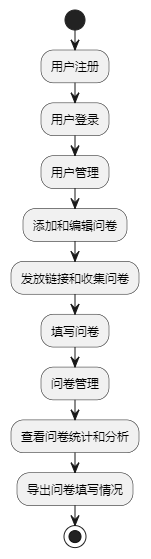 用户注册
用户登录
用户管理
添加和编辑问卷
发放链接和收集问卷
填写问卷
问卷管理
查看问卷统计和分析
导出问卷填写情况